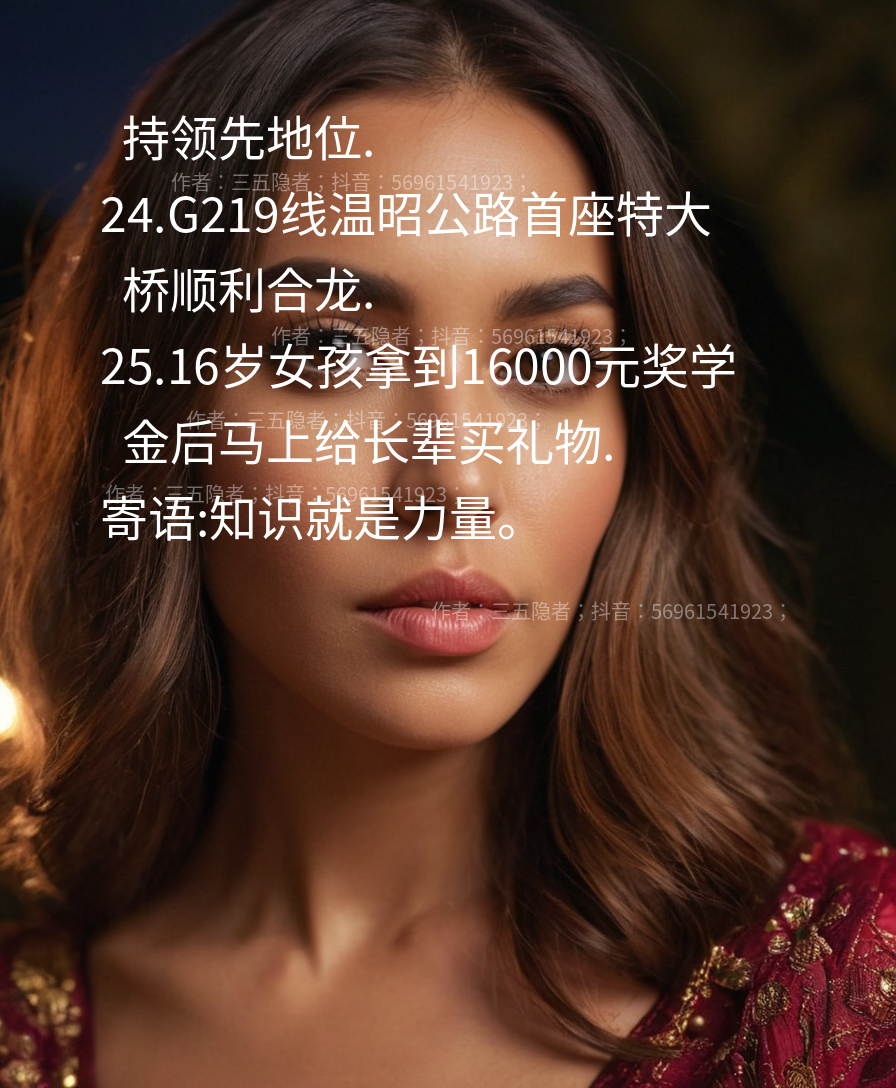 持领先地位.
作者：三五隐者；抖音：56961541923；
24.G219线温昭公路首座特大
桥顺利合龙.
作者：三五隐者；抖音：56961541923；
25.16岁女孩拿到16000元奖学
作者：三五隐者；抖音：56961541923；
金后马上给长辈买礼物.
作者：三五隐者；抖音：56961541923；
寄语:知识就是力量。
作者：三五隐者；抖音：56961541923；